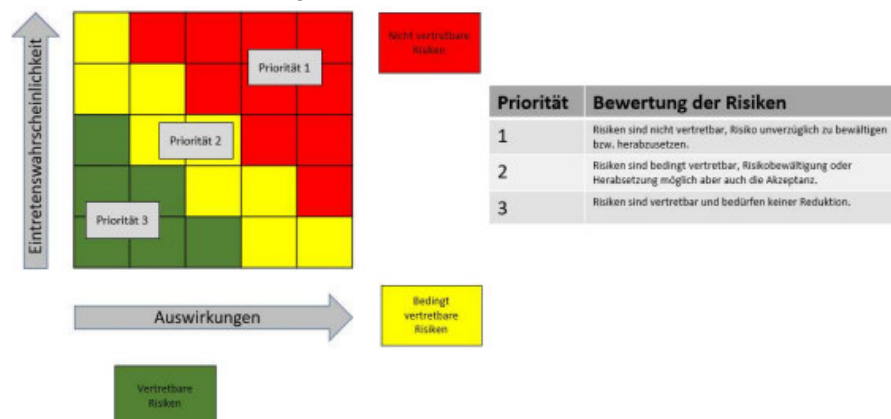 Eintretenswahrscheinlichkeit
Priorität 1
Priorität 2
Priorität 3
Auswirkungen
Nicht vertretbare
Risiken
Bedingt
vertretbare
Risiken
Vertretbare
Risiken
Priorität Bewertung der Risiken
1 Risiken sind nicht vertretbar, Risiko unverzüglich zu bewältigen
bzw. herabzusetzen.
2 Risiken sind bedingt vertretbar, Risikobewältigung oder
Herabsetzung möglich aber auch die Akzeptanz.
3 Risiken sind vertretbar und bedürfen keiner Reduktion.